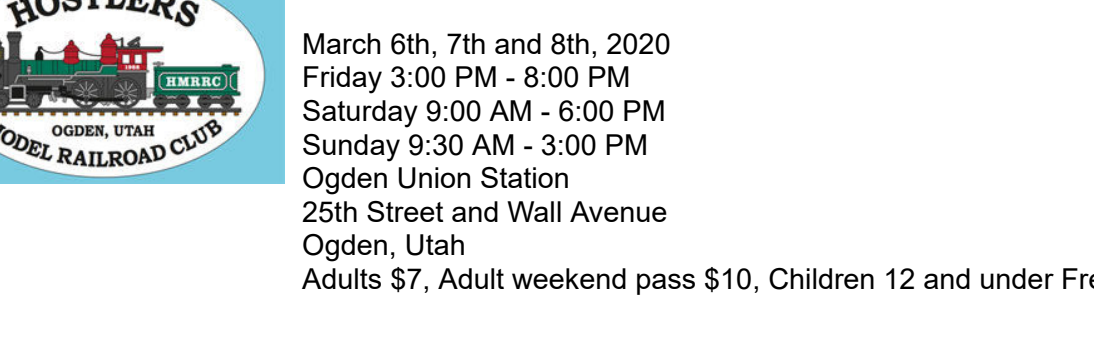 HOSTLERS
1968
HMRRC
OGDEN, UTAH
MODEL RAILROAD CLUB
March 6th, 7th and 8th, 2020
Friday 3:00 PM - 8:00 PM
Saturday 9:00 AM - 6:00 PM
Sunday 9:30 AM - 3:00 PM
Ogden Union Station
25th Street and Wall Avenue
Ogden, Utah
Adults $7, Adult weekend pass $10, Children 12 and under Fre